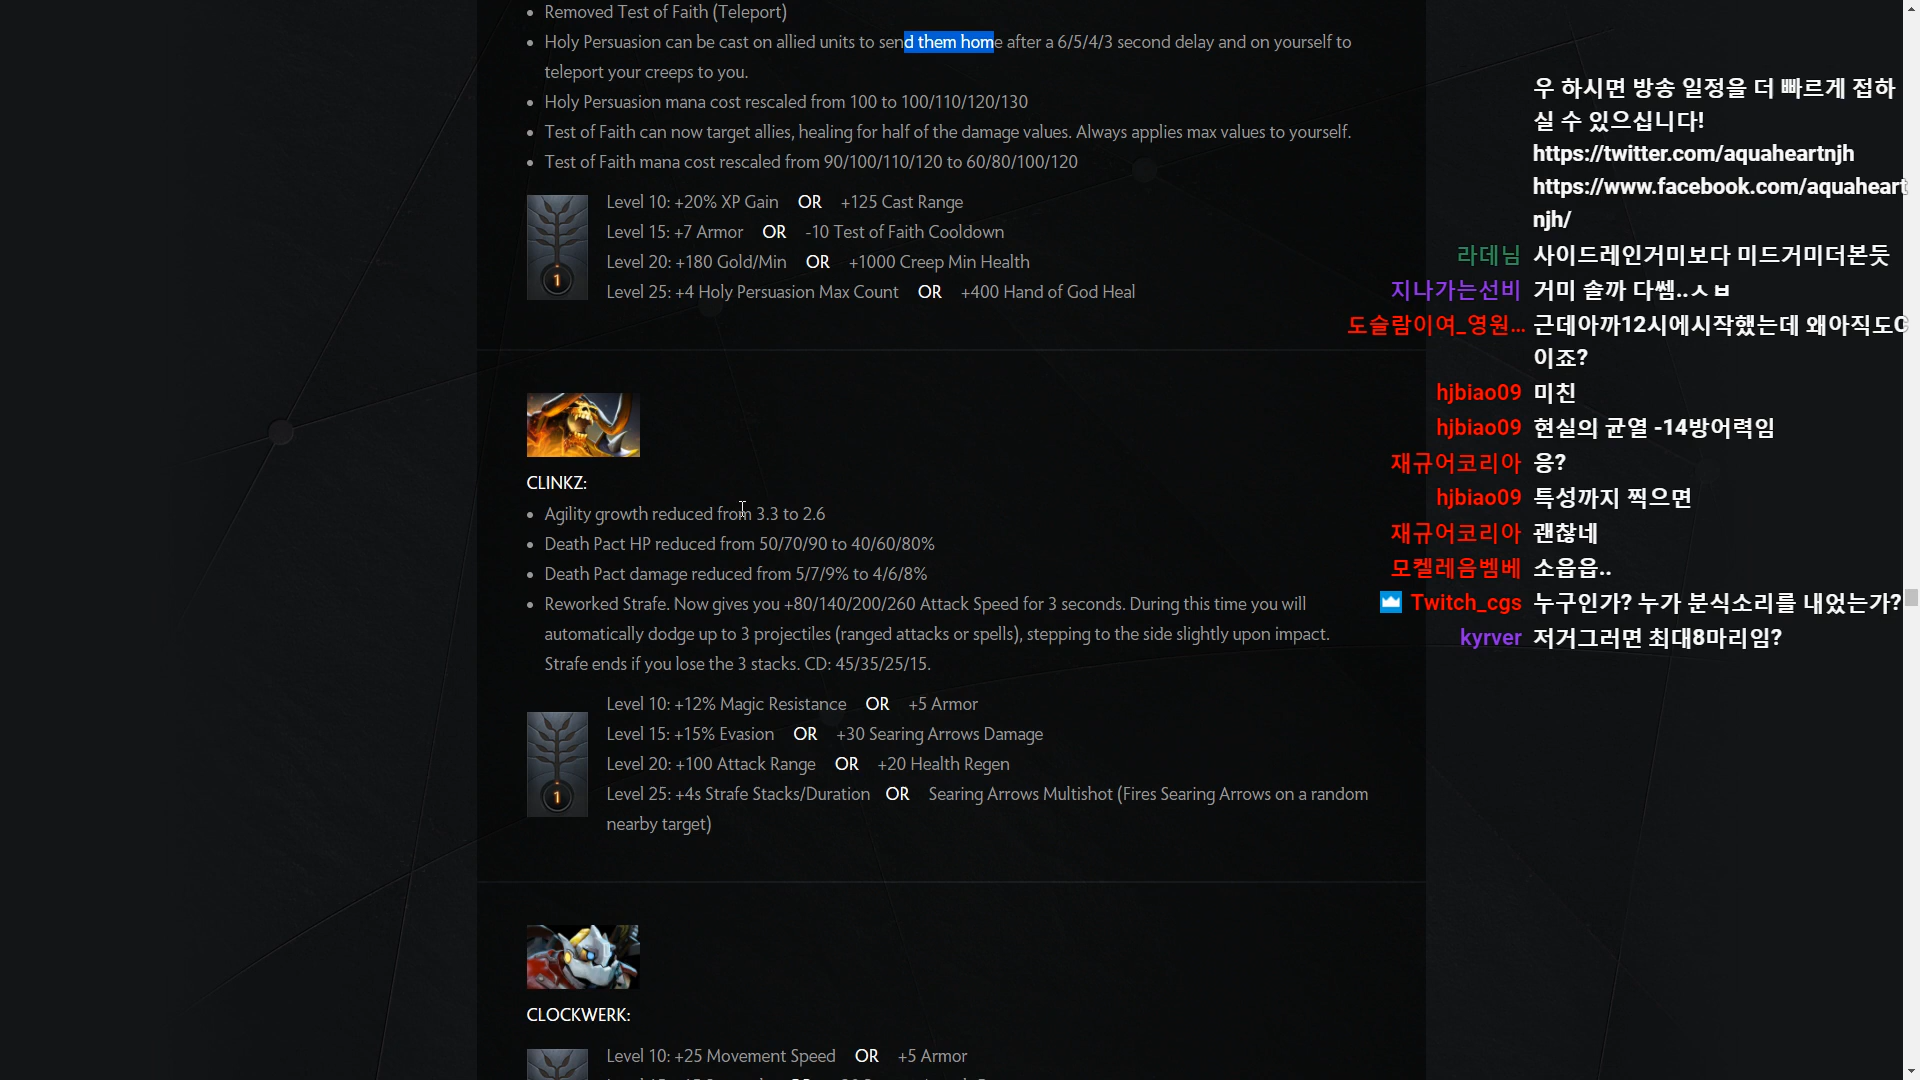 Removed Test of Faith (Teleport)
Holy Persuasion can be cast on allied units to send them home after a 6/5/4/3 second delay and on yourself to
teleport your creeps to you.
Holy Persuasion mana cost rescaled from 100 to 100/110/120/130
Test of Faith can now target allies, healing for half of the damage values. Always applies max values to yourself.
Test of Faith mana cost rescaled from 90/100/110/120 to 60/80/100/120
1
Level 10: +20% XP Gain OR +125 Cast Range
Level 15: +7 Armor OR -10 Test of Faith Cooldown
Level 20: +180 Gold/Min OR +1000 Creep Min Health
Level 25: +4 Holy Persuasion Max Count OR +400 Hand of God Heal
CLINKZ:
Agility growth reduced from 3.3 to 2.6
Death Pact HP reduced from 50/70/90 to 40/60/80%
Death Pact damage reduced from 5/7/9% to 4/6/8%
Reworked Strafe. Now gives you +80/140/200/260 Attack Speed for 3 seconds. During this time you will
automatically dodge up to 3 projectiles (ranged attacks or spells), stepping to the side slightly upon impact.
Strafe ends if you lose the 3 stacks. CD: 45/35/25/15.
1
Level 10: +12% Magic Resistance OR +5 Armor
Level 15: +15% Evasion OR +30 Searing Arrows Damage
Level 20: +100 Attack Range OR +20 Health Regen
Level 25: +4s Strafe Stacks/Duration OR Searing Arrows Multishot (Fires Searing Arrows on a random
nearby target)
CLOCKWERK:
Level 10: +25 Movement Speed OR +5 Armor
우 하시면 방송 일정을 더 빠르게 접하
실 수 있으십니다!
https://twitter.com/aquaheartnjh
https://www.facebook.com/aquaheart
njh/
라데님 사이드레인거미보다 미드거미더본듯
지나가는선비 거미 솔까 다쎔..ㅅㅂ
도슬람이여_영원... 근데아까12시에시작했는데 왜아직도
이죠?
hjbiao09 미친
hjbiao09 현실의 균열 -14방어력임
재규어코리아 응?
hjbiao09 특성까지 찍으면
재규어코리아 괜찮네
모켈레음벰베 소읍읍..
Twitch_cgs 누구인가? 누가 분식소리를 내었는가?
kyrver 저거그러면 최대8마리임?